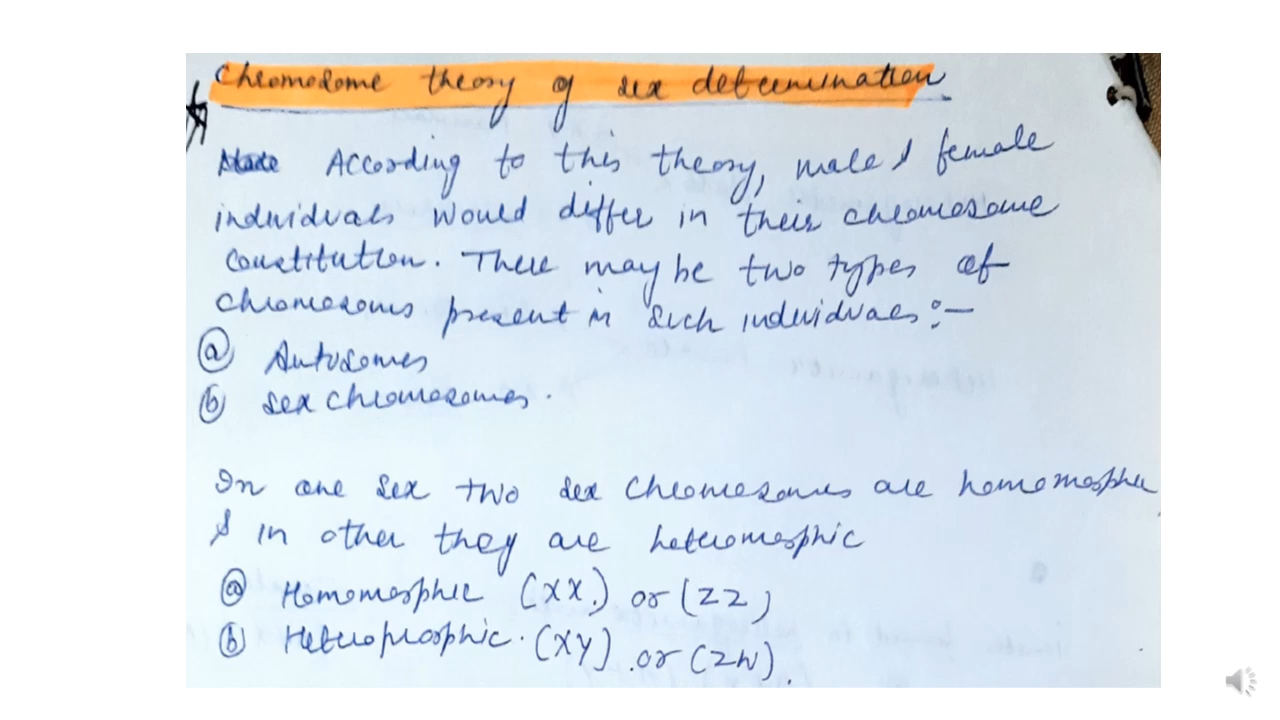 Chromosome theory of sex determination
According to this theory, male & female
individuals would differ in their chromosome
constitution. There may be two types of
chromosoms present in such individuals :-
(a) Autosomes
(b) Sex chromosomes.
In one sex two sex chromosomes are homomorphic
& in other they are heteromorphic
(a) Homomorphic (XX) or (ZZ)
(b) Heteromorphic. (XY) or (ZW).